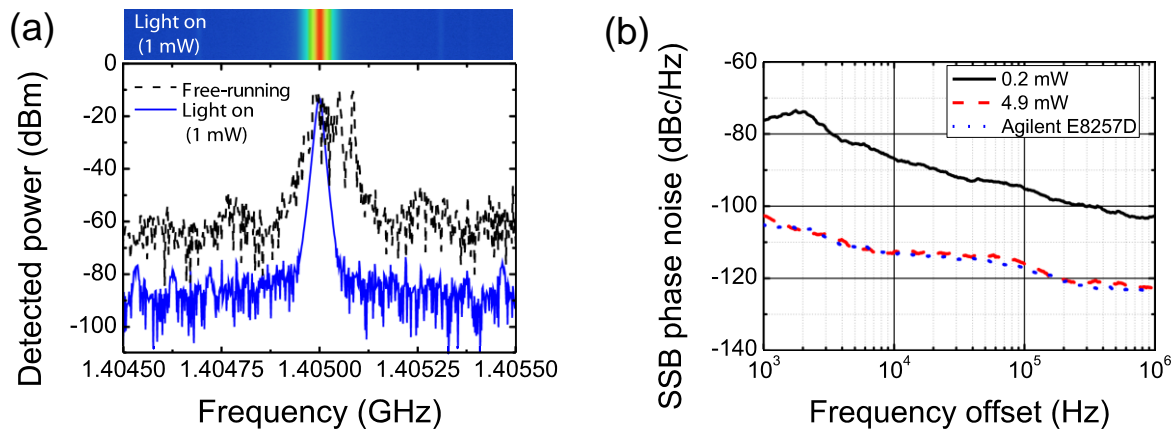 (a)
Light on
(1 mW)
Detected power (dBm)
0
-20
-40
-60
-80
-100
Free-running
Light on
(1 mW)
1.40450
1.40475
1.40500
1.40525
1.40550
Frequency (GHz)
(b)
SSB phase noise (dBc/Hz)
-60
-80
-100
-120
-140
0.2 mW
4.9 mW
Agilent E8257D
10³
10⁴
10⁵
10⁶
Frequency offset (Hz)